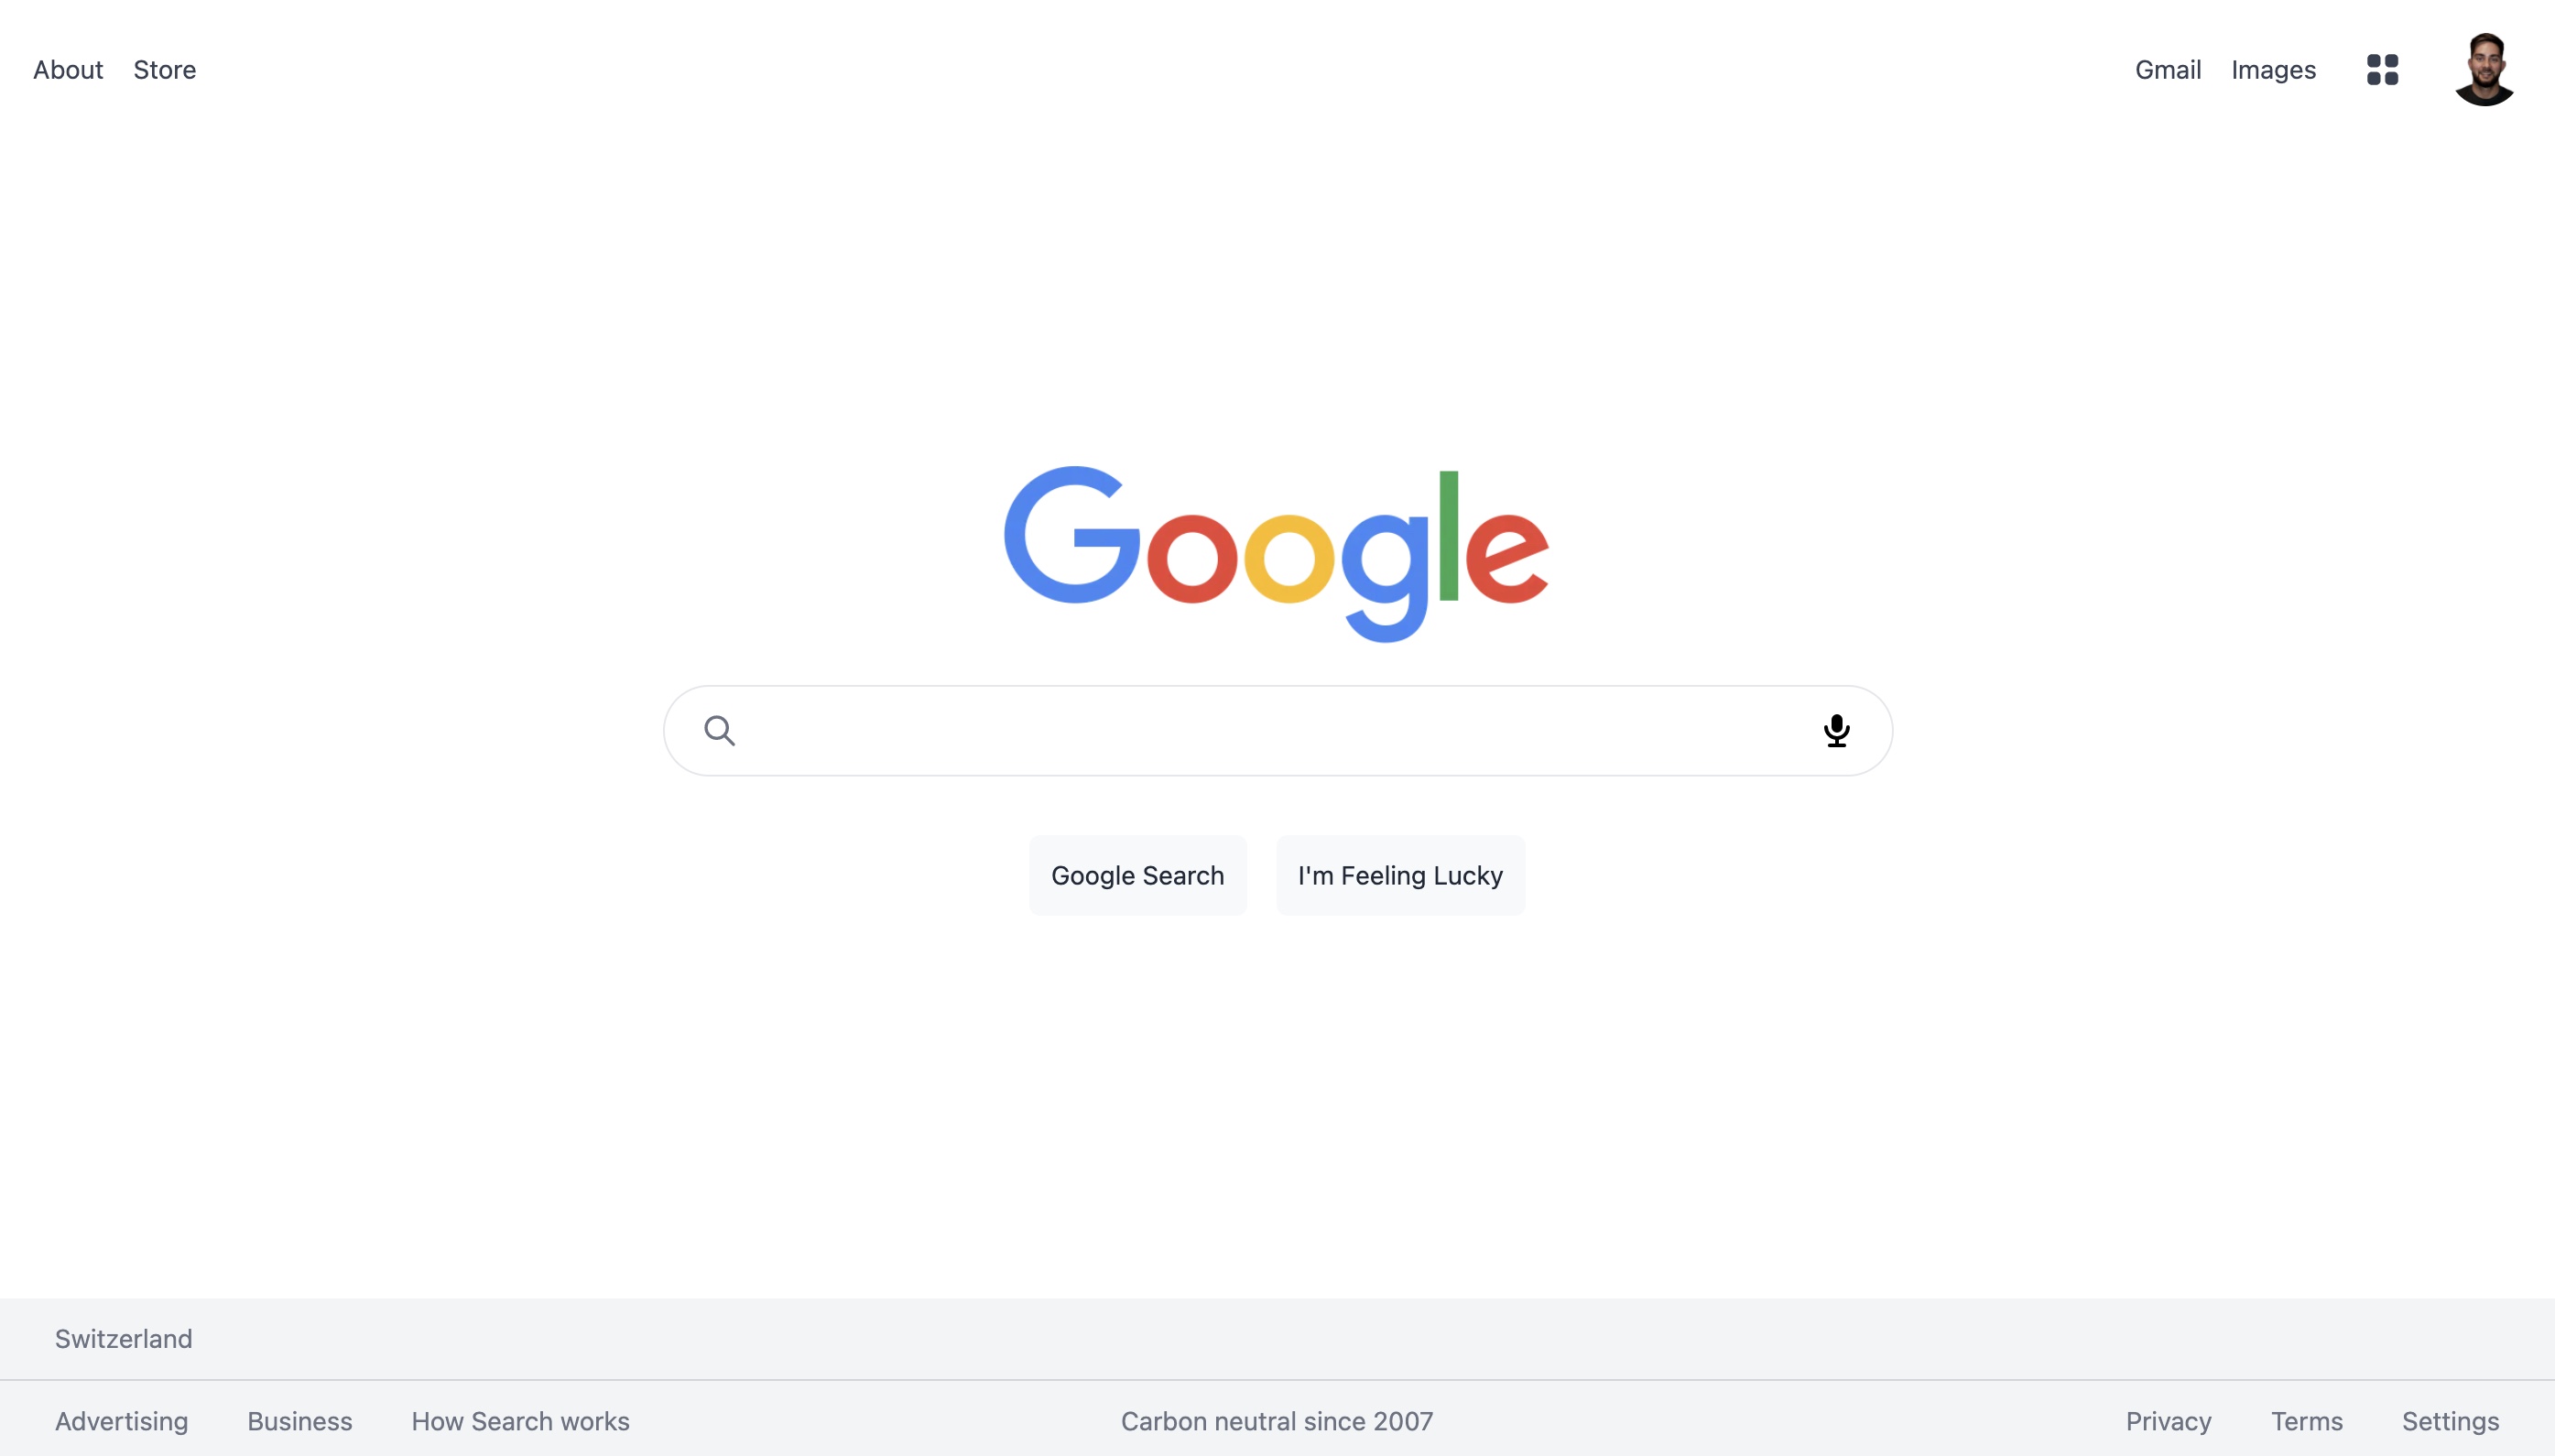 About Store Gmail Images
Google
Google Search I'm Feeling Lucky
Switzerland
Advertising Business How Search works Carbon neutral since 2007 Privacy Terms Settings